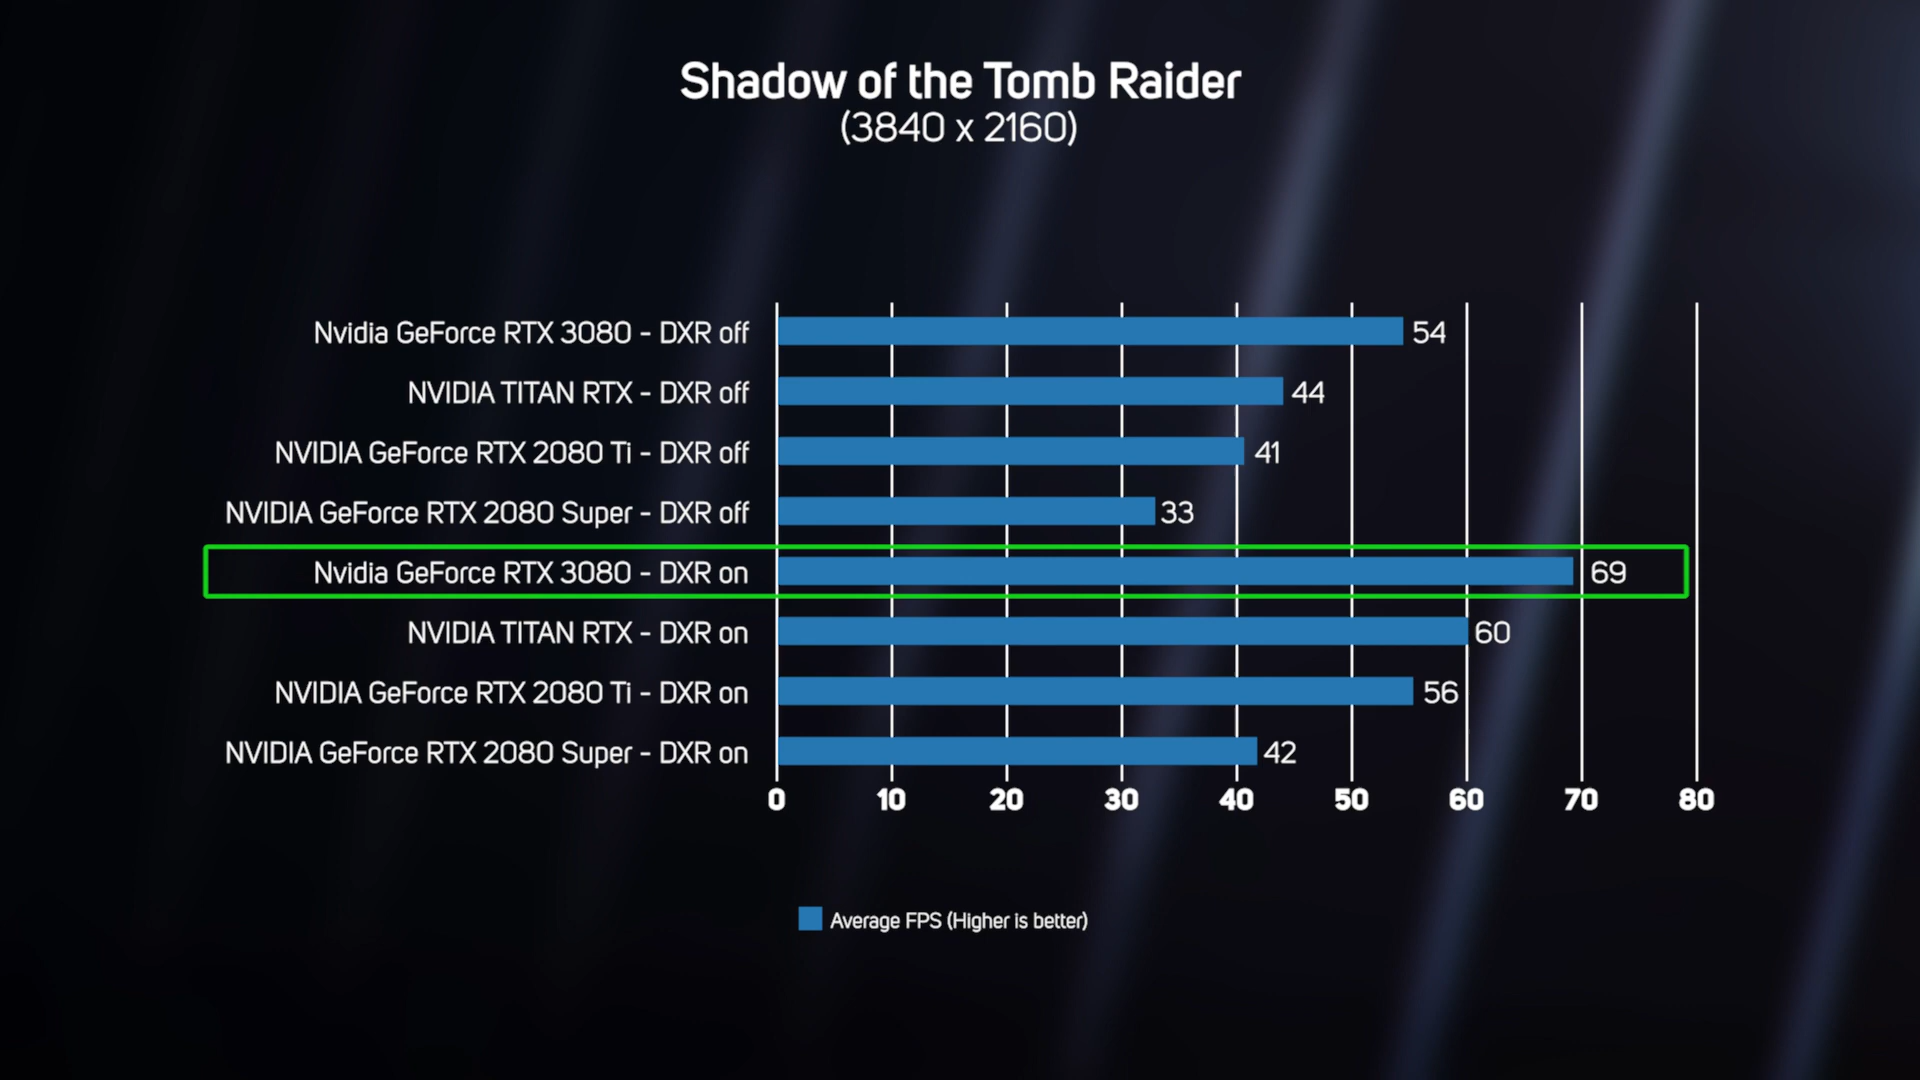 Shadow of the Tomb Raider
(3840 x 2160)
Nvidia GeForce RTX 3080 - DXR off 54
NVIDIA TITAN RTX - DXR off 44
NVIDIA GeForce RTX 2080 Ti - DXR off 41
NVIDIA GeForce RTX 2080 Super - DXR off 33
Nvidia GeForce RTX 3080 - DXR on 69
NVIDIA TITAN RTX - DXR on 60
NVIDIA GeForce RTX 2080 Ti - DXR on 56
NVIDIA GeForce RTX 2080 Super - DXR on 42
0 10 20 30 40 50 60 70 80
Average FPS (Higher is better)